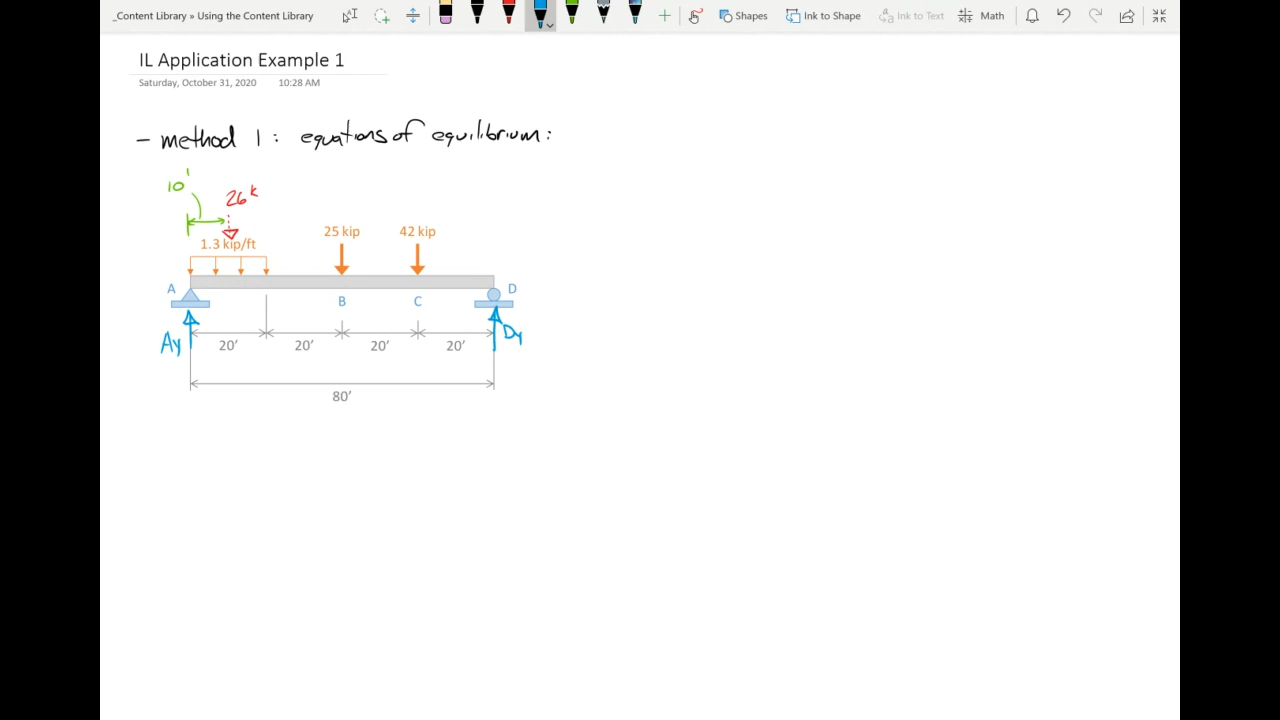 _Content Library » Using the Content Library
Shapes
Ink to Shape
Ink to Text
Math
IL Application Example 1
Saturday, October 31, 2020 10:28 AM
- method 1: equations of equilibrium:
10'
26 k
1.3 kip/ft
25 kip
42 kip
A
B
C
D
Ay
Dy
20' 20' 20' 20'
80'